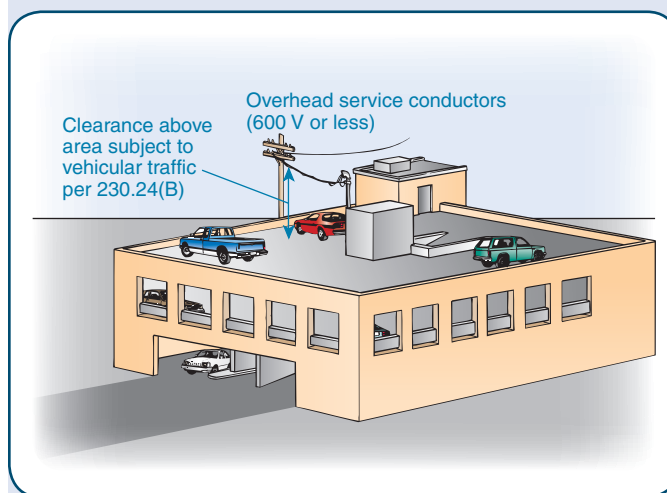 Overhead service conductors
(600 V or less)
Clearance above
area subject to
vehicular traffic
per 230.24(B)